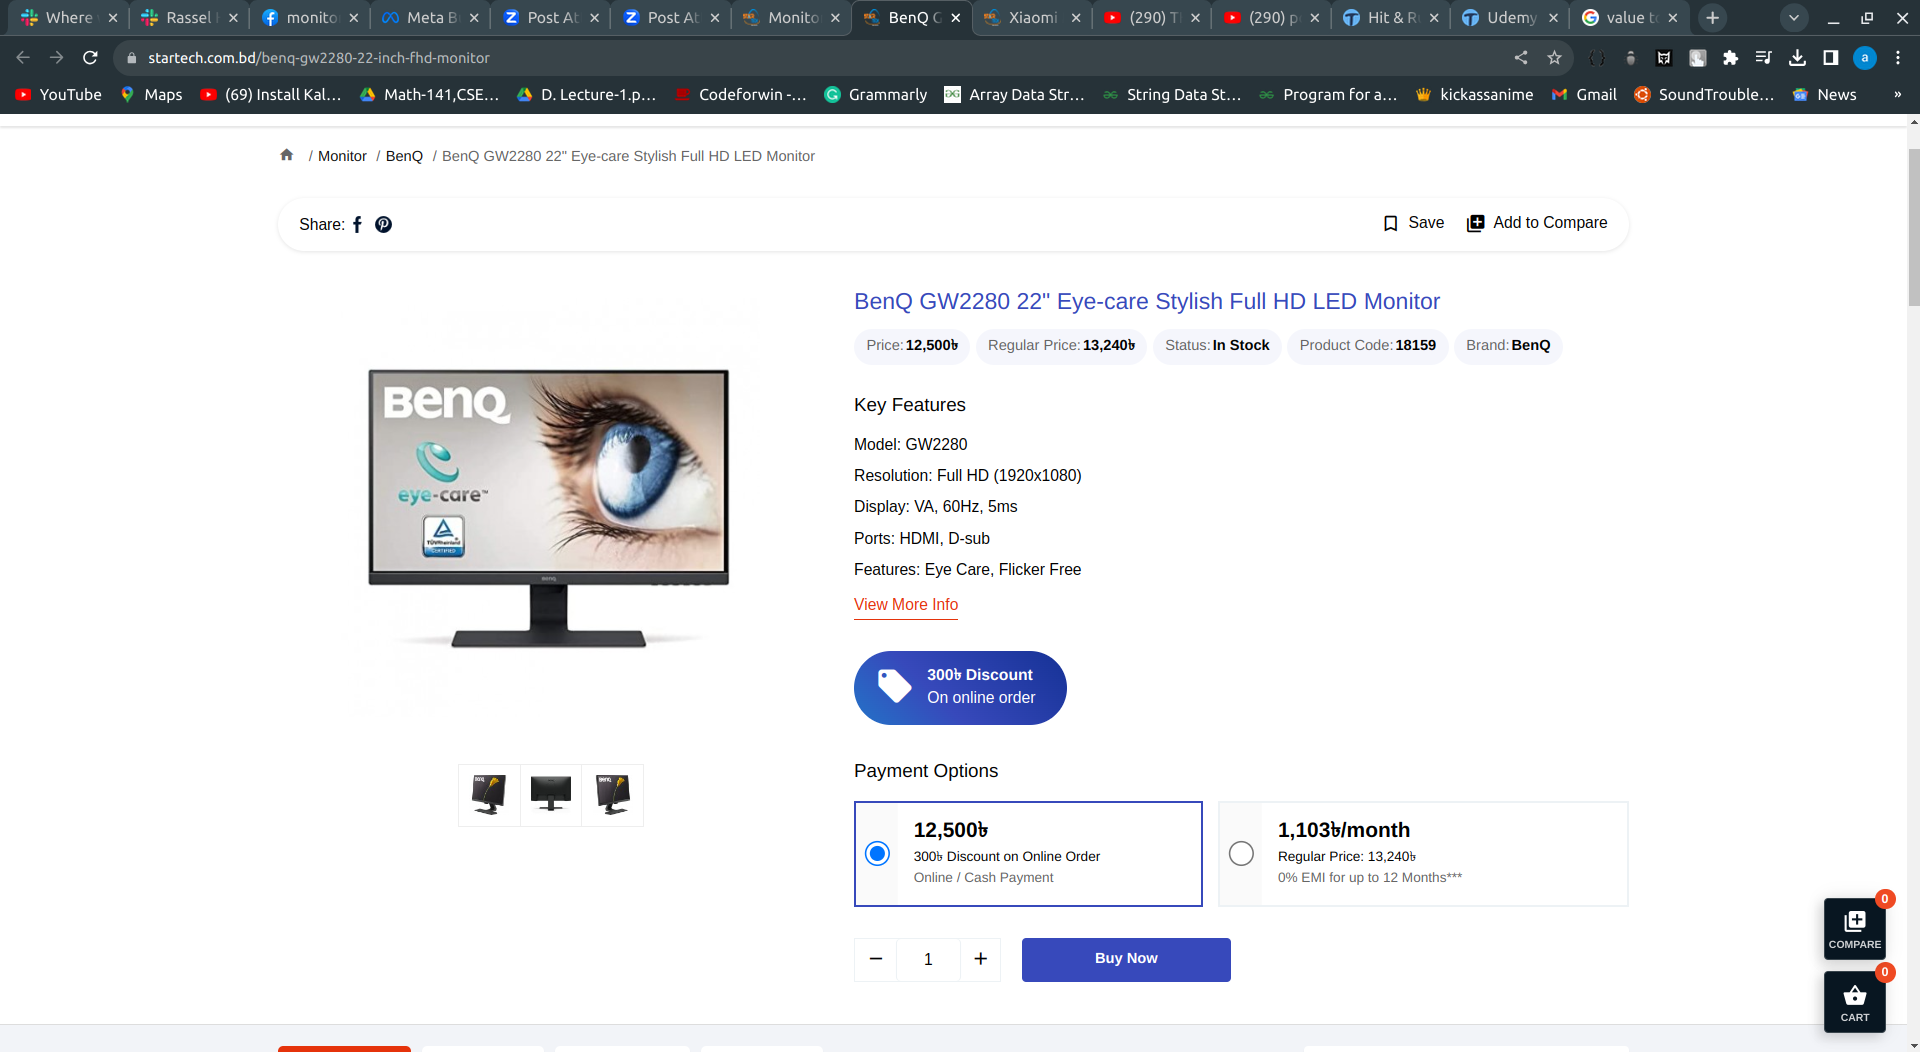 Where
Rassel
monito
Meta B
Post At
Post At
Monito
BenQ G
Xiaomi
(290) T
(290) p
Hit & R
Udemy
value t
startech.com.bd/benq-gw2280-22-inch-fhd-monitor
a
YouTube
Maps
(69) Install Kal...
Math-141,CSE...
D. Lecture-1.p...
Codeforwin -...
Grammarly
Array Data Str...
String Data St...
Program for a...
kickassanime
Gmail
SoundTrouble...
News
»
/ Monitor / BenQ / BenQ GW2280 22" Eye-care Stylish Full HD LED Monitor
Share:
Save
Add to Compare
BenQ GW2280 22" Eye-care Stylish Full HD LED Monitor
Price: 12,500৳ Regular Price: 13,240৳ Status: In Stock Product Code: 18159 Brand: BenQ
BenQ
eye-care™
TÜVRheinland
CERTIFIED
BenQ
Key Features
Model: GW2280
Resolution: Full HD (1920x1080)
Display: VA, 60Hz, 5ms
Ports: HDMI, D-sub
Features: Eye Care, Flicker Free
View More Info
300৳ Discount
On online order
Payment Options
12,500৳
300৳ Discount on Online Order
Online / Cash Payment
1,103৳/month
Regular Price: 13,240৳
0% EMI for up to 12 Months***
− 1 +
Buy Now
0
COMPARE
0
CART